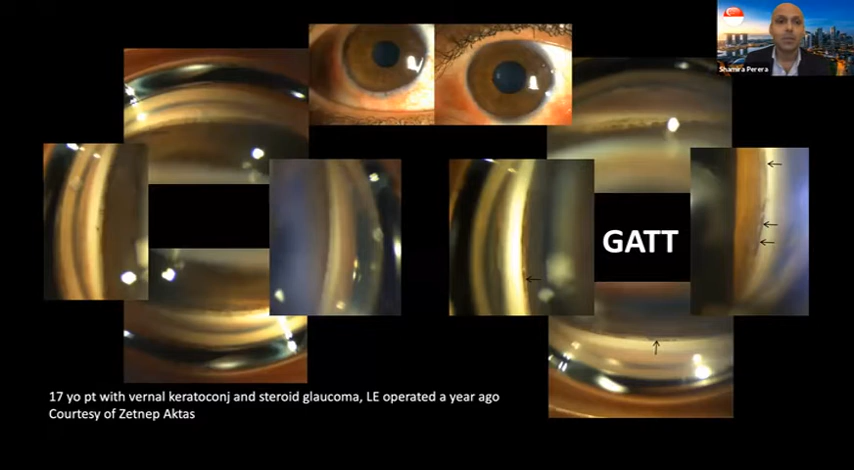 Shamira Perera
GATT
17 yo pt with vernal keratoconj and steroid glaucoma, LE operated a year ago
Courtesy of Zetnep Aktas